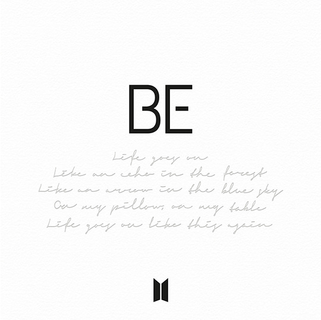 BE
Life goes on
Like an echo in the forest
Like an arrow in the blue sky
On my pillow, on my table
Life goes on like this again